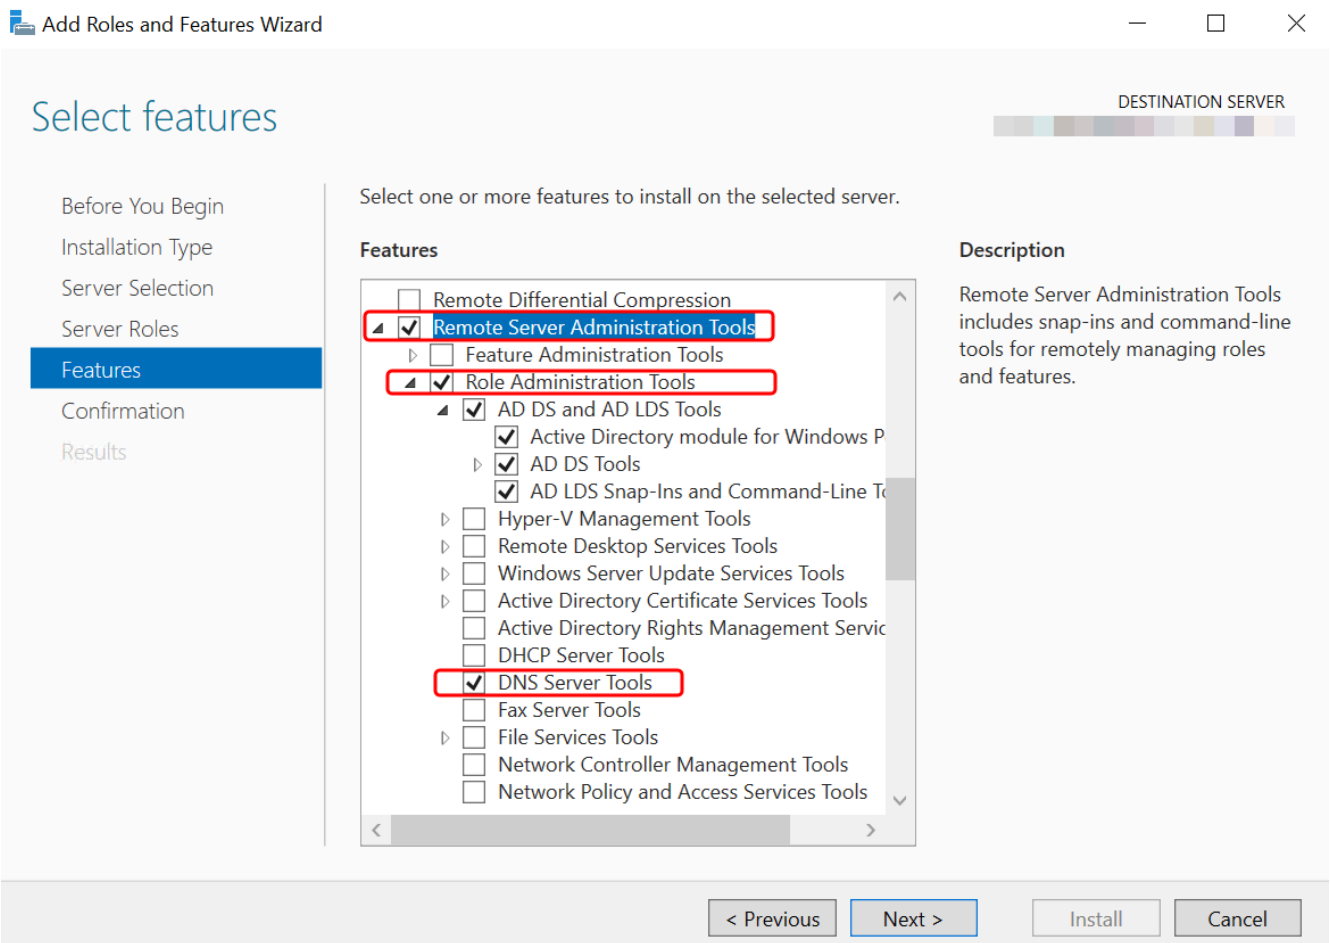 Add Roles and Features Wizard
Select features
DESTINATION SERVER
Before You Begin
Installation Type
Server Selection
Server Roles
Features
Confirmation
Results
Select one or more features to install on the selected server.
Features
Remote Differential Compression
Remote Server Administration Tools
Feature Administration Tools
Role Administration Tools
AD DS and AD LDS Tools
Active Directory module for Windows P
AD DS Tools
AD LDS Snap-Ins and Command-Line To
Hyper-V Management Tools
Remote Desktop Services Tools
Windows Server Update Services Tools
Active Directory Certificate Services Tools
Active Directory Rights Management Servic
DHCP Server Tools
DNS Server Tools
Fax Server Tools
File Services Tools
Network Controller Management Tools
Network Policy and Access Services Tools
Description
Remote Server Administration Tools
includes snap-ins and command-line
tools for remotely managing roles
and features.
< Previous
Next >
Install
Cancel